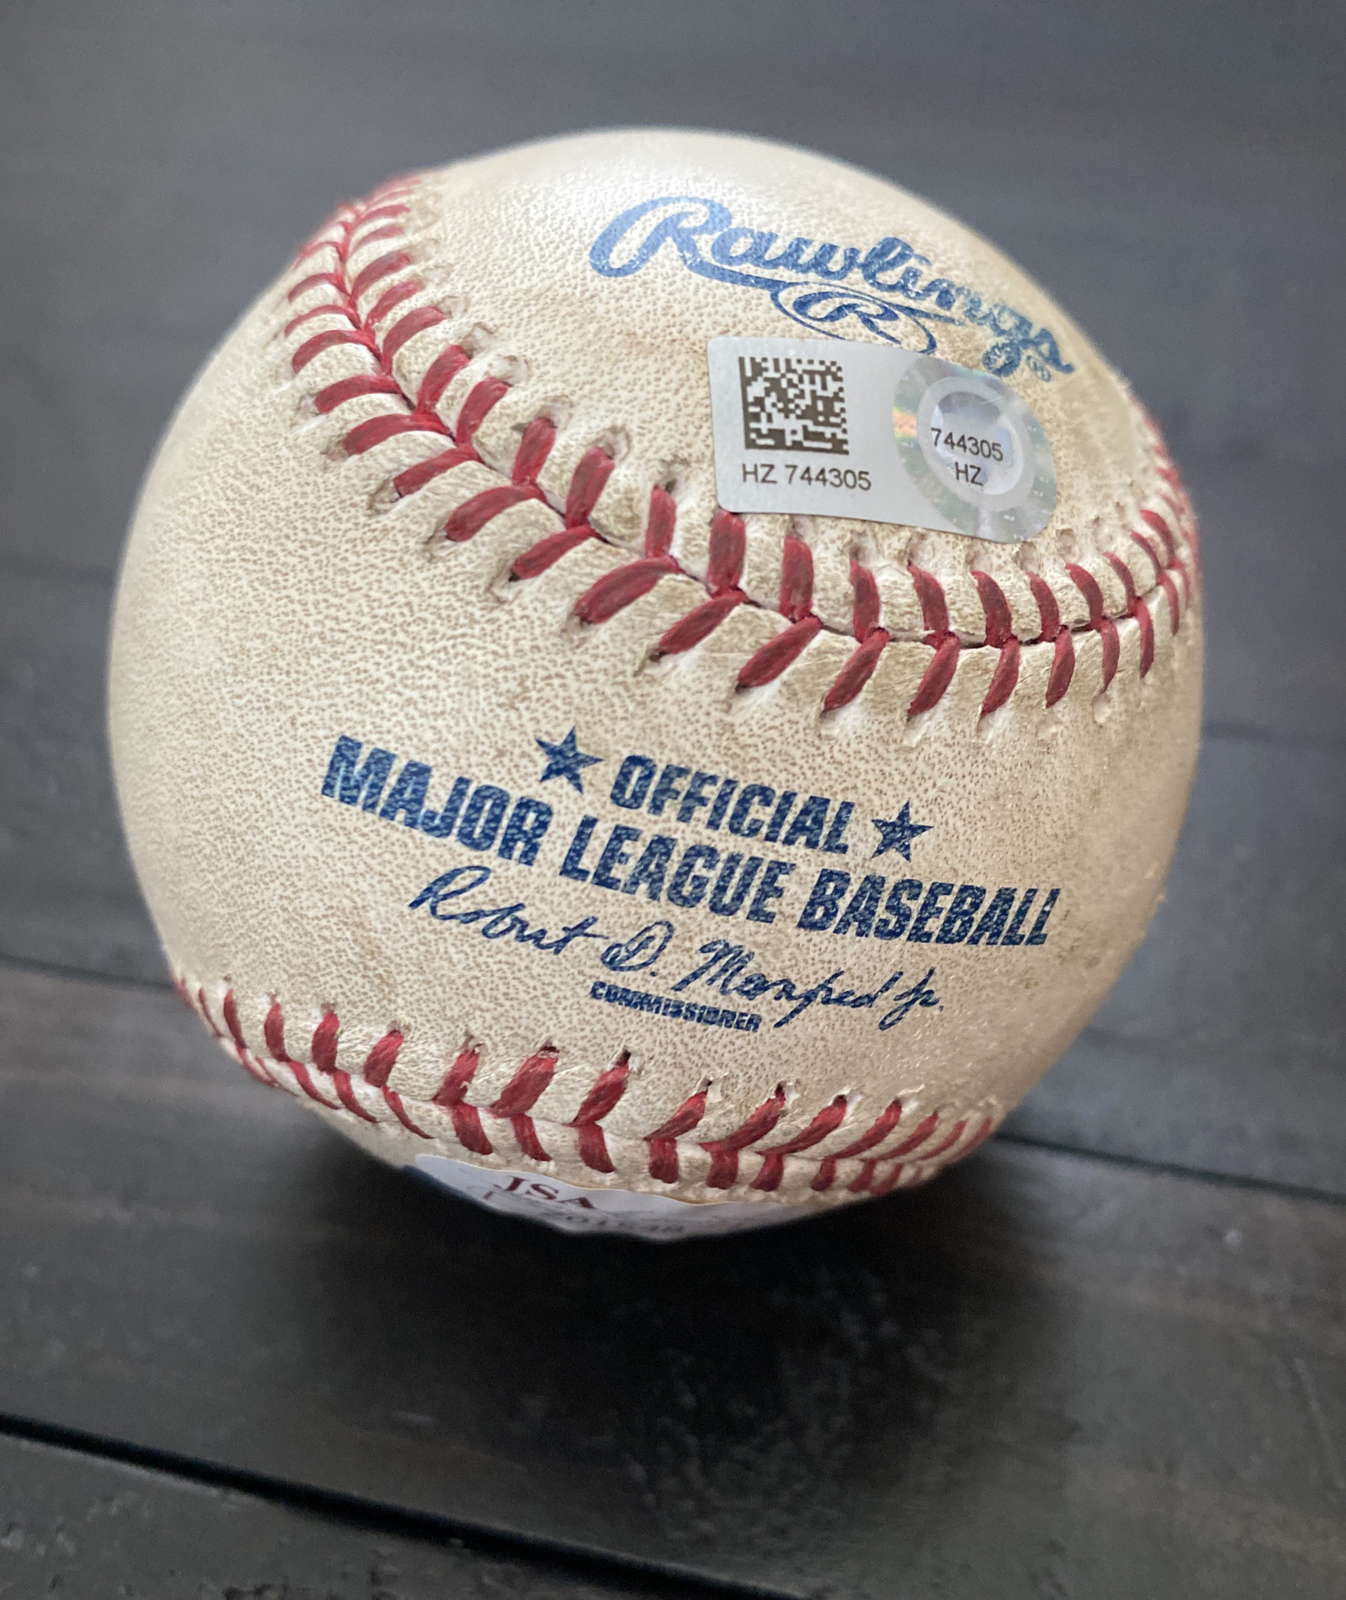 Rawlings®
R
HZ 744305
744305
HZ
OFFICIAL
MAJOR LEAGUE BASEBALL
Robert D. Manfred Jr.
COMMISSIONER
JSA